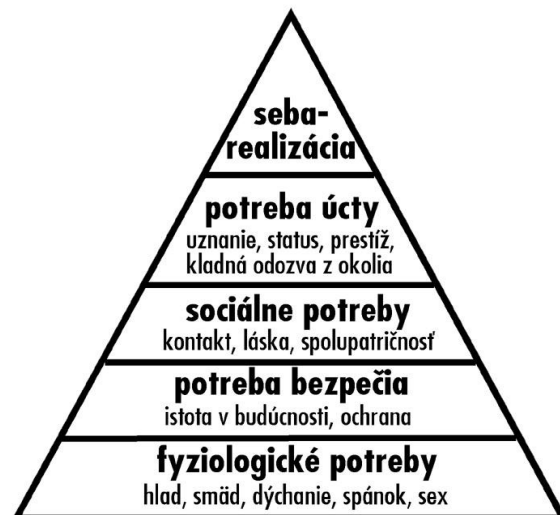 seba-
realizácia
potreba úcty
uznanie, status, prestíž,
kladná odozva z okolia
sociálne potreby
kontakt, láska, spolupatričnosť
potreba bezpečia
istota v budúcnosti, ochrana
fyziologické potreby
hlad, smäd, dýchanie, spánok, sex